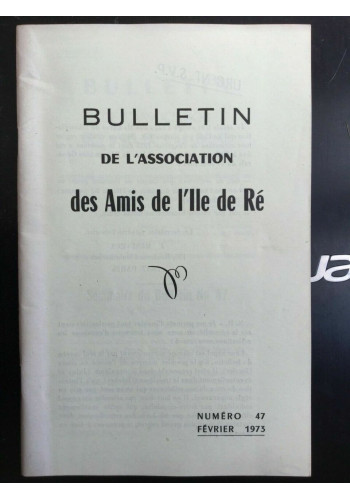 BULLETIN
DE L'ASSOCIATION
des Amis de l'Ile de Ré
NUMÉRO 47
FÉVRIER 1973